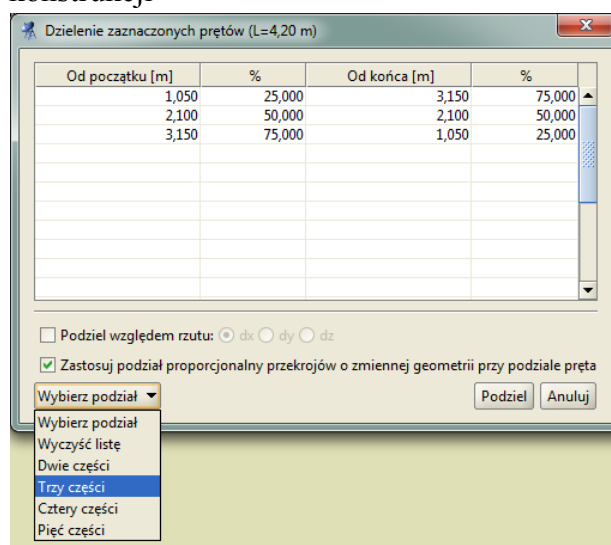 konstrukcji
Dzielenie zaznaczonych prętów (L=4,20 m)
Od początku [m] % Od końca [m] %
1,050 25,000 3,150 75,000
2,100 50,000 2,100 50,000
3,150 75,000 1,050 25,000
Podziel względem rzutu: dx dy dz
Zastosuj podział proporcjonalny przekrojów o zmiennej geometrii przy podziale pręta
Wybierz podział Podziel Anuluj
Wybierz podział
Wyczyść listę
Dwie części
Trzy części
Cztery części
Pięć części